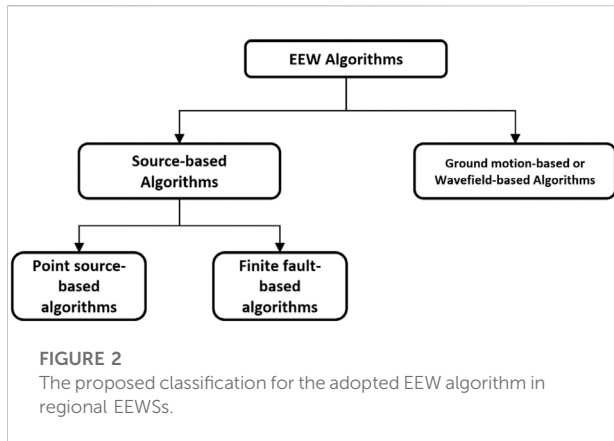 EEW Algorithms
Source-based
Algorithms
Ground motion-based or
Wavefield-based Algorithms
Point source-
based
algorithms
Finite fault-
based
algorithms
FIGURE 2
The proposed classification for the adopted EEW algorithm in
regional EEWSs.